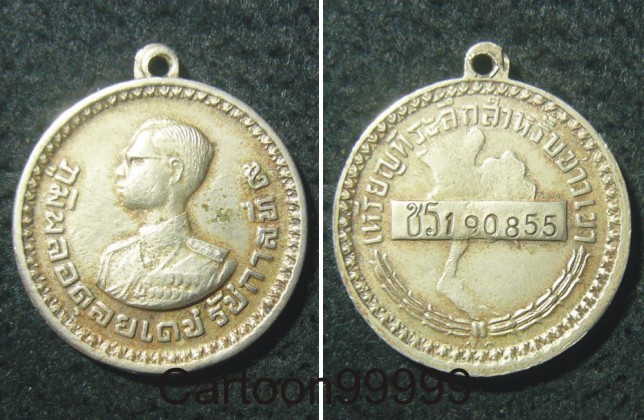 ภูมิพลอดุลยเดช รัชกาลที่ ๙
เหรียญที่ระลึกสำหรับชาวเขา
ชร 190855
Cartoon99999